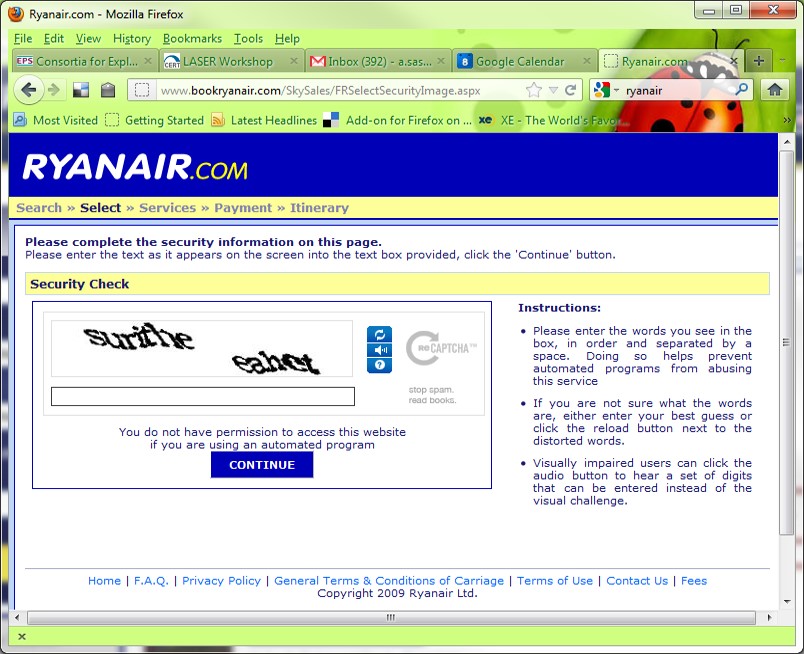 Ryanair.com - Mozilla Firefox
File Edit View History Bookmarks Tools Help
EPS Consortia for Expl... CERT LASER Workshop Inbox (392) - a.sas... 8 Google Calendar Ryanair.com
www.bookryanair.com/SkySales/FRSelectSecurityImage.aspx ryanair
Most Visited Getting Started Latest Headlines Add-on for Firefox on ... xe XE - The World's Favor...
RYANAIR.COM
Search » Select » Services » Payment » Itinerary
Please complete the security information on this page.
Please enter the text as it appears on the screen into the text box provided, click the 'Continue' button.
Security Check
reCAPTCHA™
stop spam.
read books.
You do not have permission to access this website
if you are using an automated program
CONTINUE
Instructions:
• Please enter the words you see in the
box, in order and separated by a
space. Doing so helps prevent
automated programs from abusing
this service
• If you are not sure what the words
are, either enter your best guess or
click the reload button next to the
distorted words.
• Visually impaired users can click the
audio button to hear a set of digits
that can be entered instead of the
visual challenge.
Home | F.A.Q. | Privacy Policy | General Terms & Conditions of Carriage | Terms of Use | Contact Us | Fees
Copyright 2009 Ryanair Ltd.